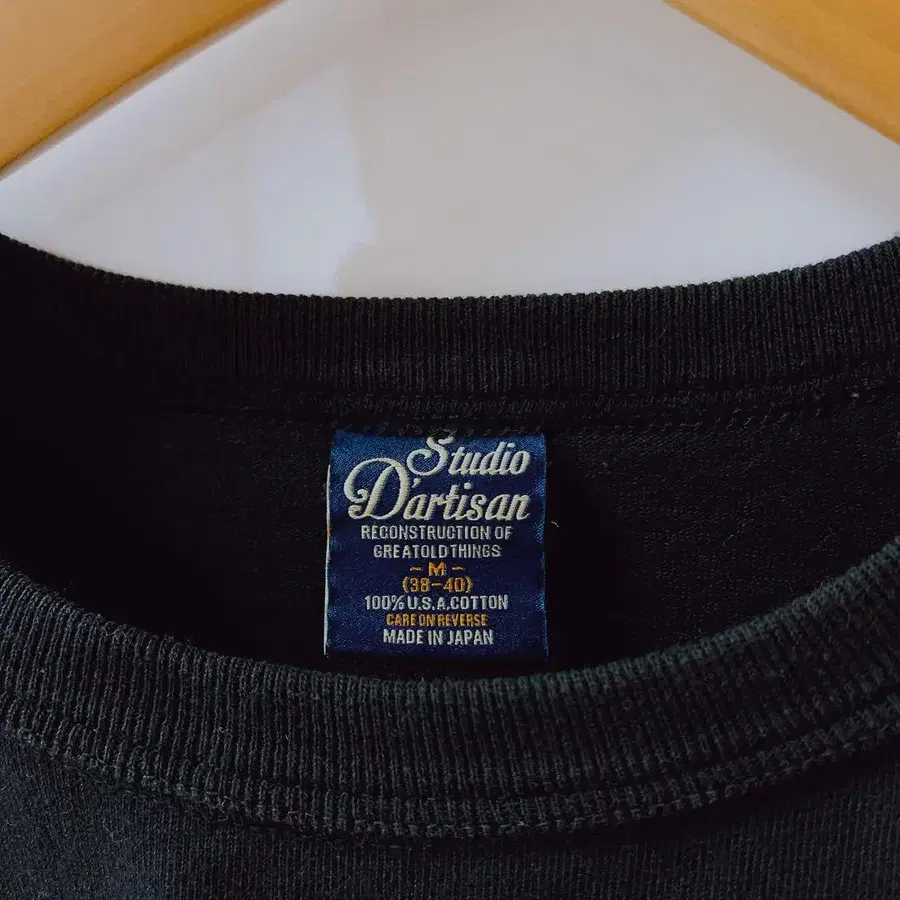 Studio
D'artisan
RECONSTRUCTION OF
GREATOLDTHINGS
- M -
(38-40)
100% U.S.A.COTTON
CARE ON REVERSE
MADE IN JAPAN